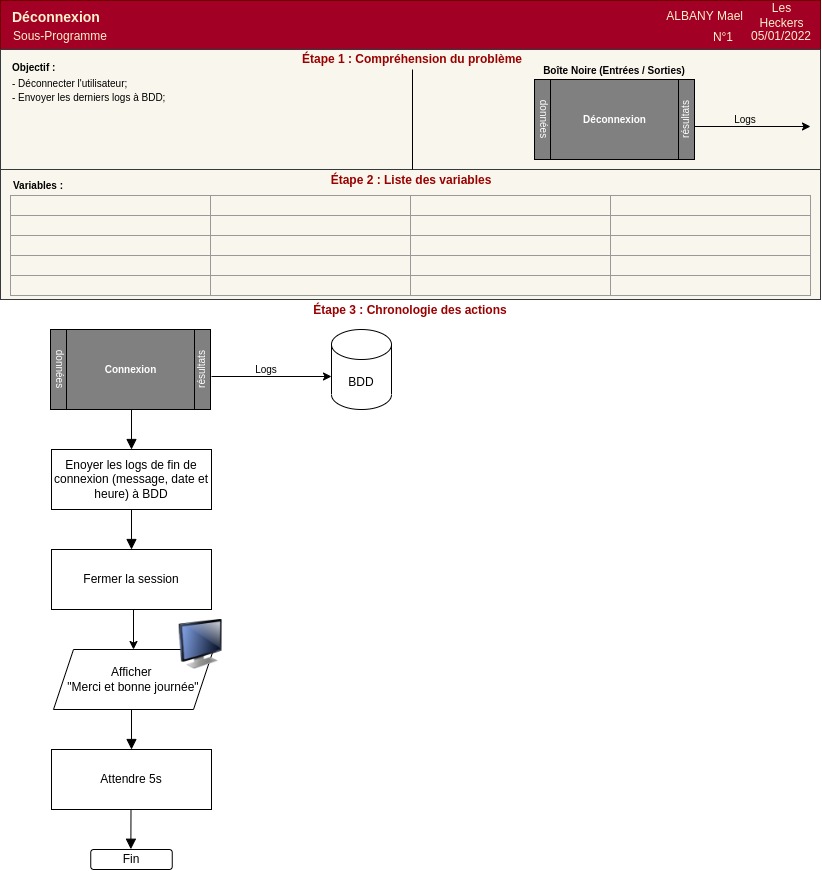 Déconnexion
Sous-Programme
ALBANY Mael
N°1
Les
Heckers
05/01/2022
Étape 1 : Compréhension du problème
Objectif :
- Déconnecter l'utilisateur;
- Envoyer les derniers logs à BDD;
Boîte Noire (Entrées / Sorties)
données
Déconnexion
résultats
Logs
Étape 2 : Liste des variables
Variables :
Étape 3 : Chronologie des actions
données
Connexion
résultats
Logs
BDD
Enoyer les logs de fin de
connexion (message, date et
heure) à BDD
Fermer la session
Afficher
"Merci et bonne journée"
Attendre 5s
Fin